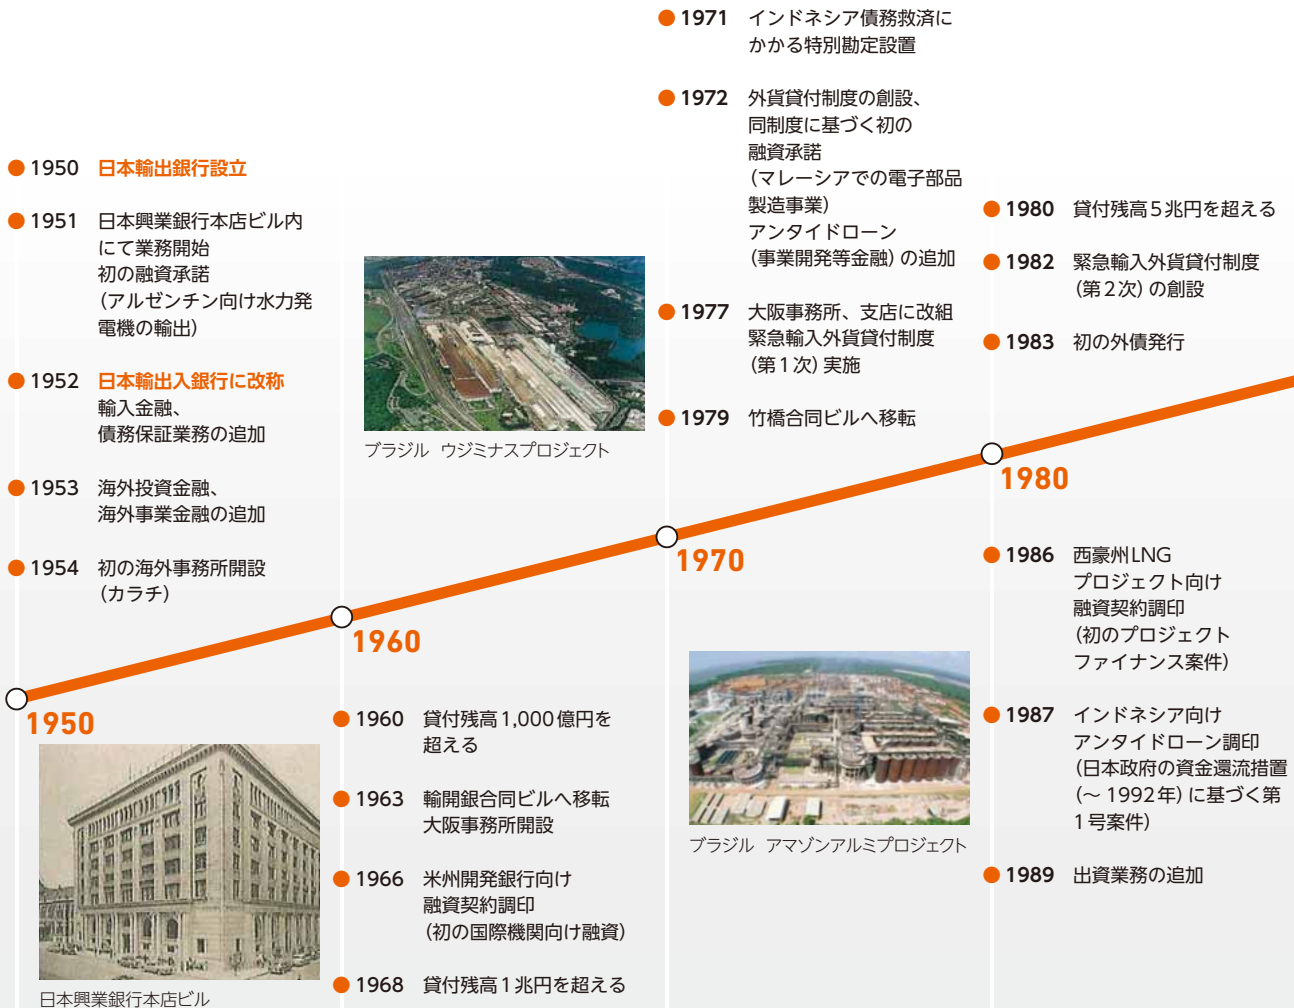 1950 日本輸出銀行設立
1951 日本興業銀行本店ビル内
にて業務開始
初の融資承諾
(アルゼンチン向け水力発
電機の輸出)
1952 日本輸出入銀行に改称
輸入金融、
債務保証業務の追加
1953 海外投資金融、
海外事業金融の追加
1954 初の海外事務所開設
(カラチ)
1950
日本興業銀行本店ビル
ブラジル ウジミナスプロジェクト
1960
1960 貸付残高1,000億円を
超える
1963 輸開銀合同ビルへ移転
大阪事務所開設
1966 米州開発銀行向け
融資契約調印
(初の国際機関向け融資)
1968 貸付残高1兆円を超える
1971 インドネシア債務救済に
かかる特別勘定設置
1972 外貨貸付制度の創設、
同制度に基づく初の
融資承諾
(マレーシアでの電子部品
製造事業)
アンタイドローン
(事業開発等金融)の追加
1977 大阪事務所、支店に改組
緊急輸入外貨貸付制度
(第1次)実施
1979 竹橋合同ビルへ移転
1970
ブラジル アマゾンアルミプロジェクト
1980 貸付残高5兆円を超える
1982 緊急輸入外貨貸付制度
(第2次)の創設
1983 初の外債発行
1980
1986 西豪州LNG
プロジェクト向け
融資契約調印
(初のプロジェクト
ファイナンス案件)
1987 インドネシア向け
アンタイドローン調印
(日本政府の資金還流措置
(～1992年)に基づく第
1号案件)
1989 出資業務の追加